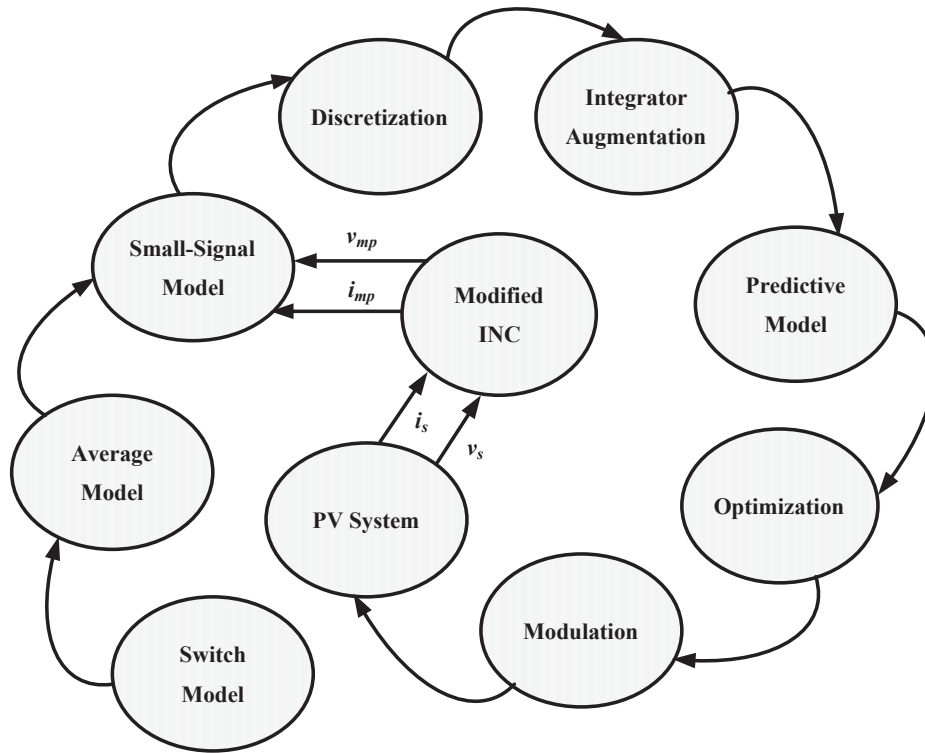 Discretization
Integrator
Augmentation
Small-Signal
Model
v_mp
i_mp
Modified
INC
Predictive
Model
Average
Model
i_s
v_s
PV System
Optimization
Modulation
Switch
Model